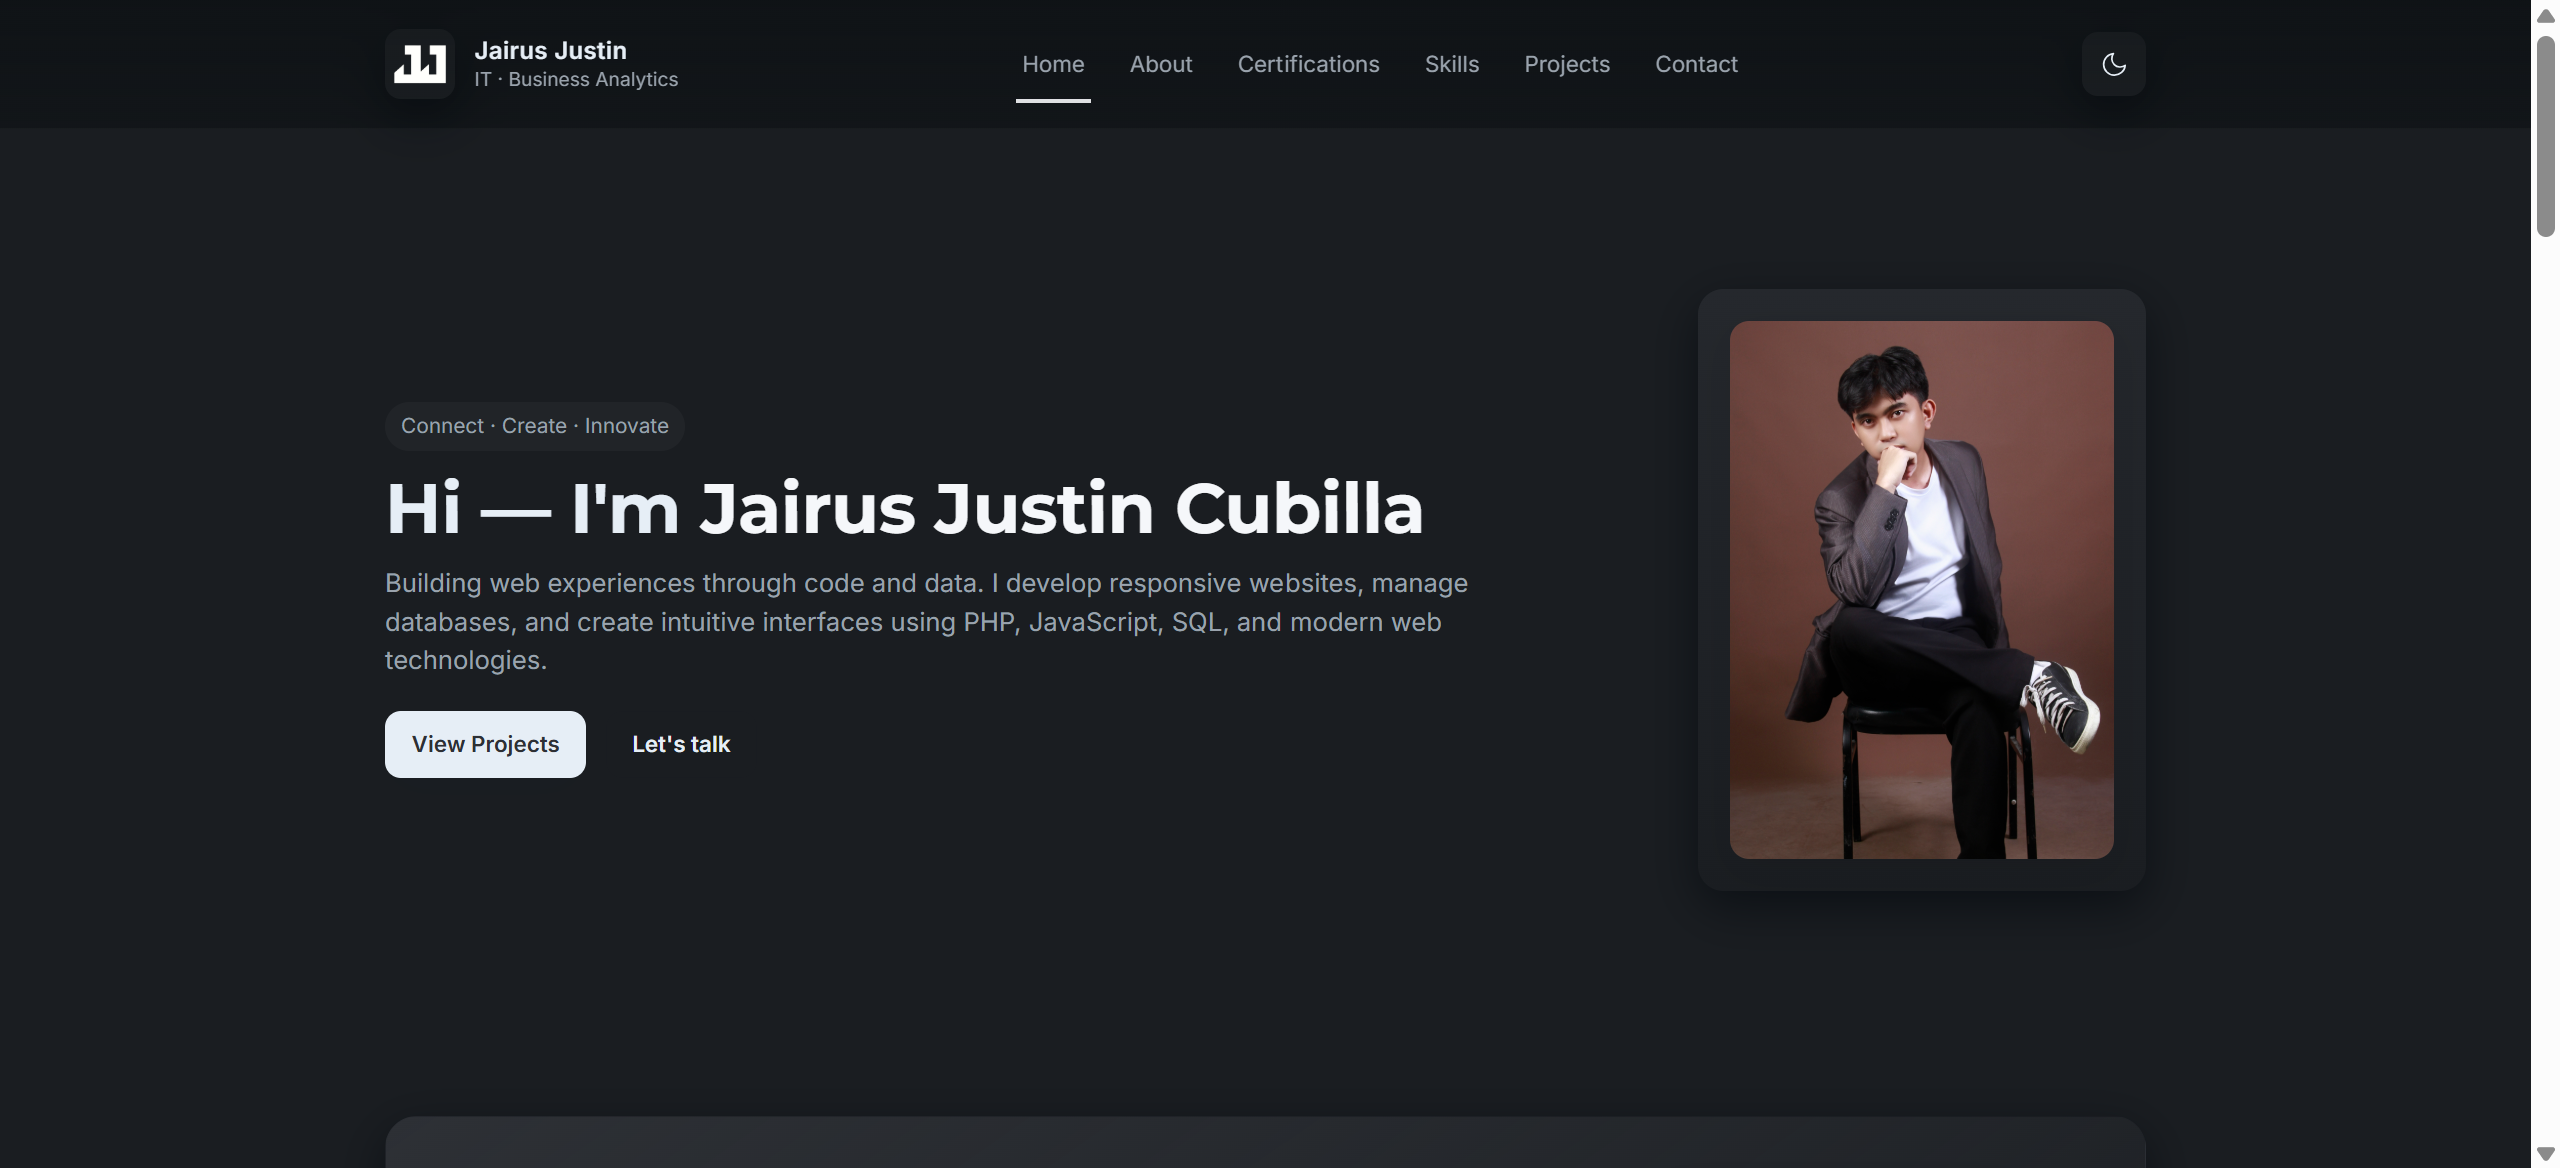 Jairus Justin
IT · Business Analytics
Home
About
Certifications
Skills
Projects
Contact
Connect · Create · Innovate
Hi — I'm Jairus Justin Cubilla
Building web experiences through code and data. I develop responsive websites, manage
databases, and create intuitive interfaces using PHP, JavaScript, SQL, and modern web
technologies.
View Projects
Let's talk